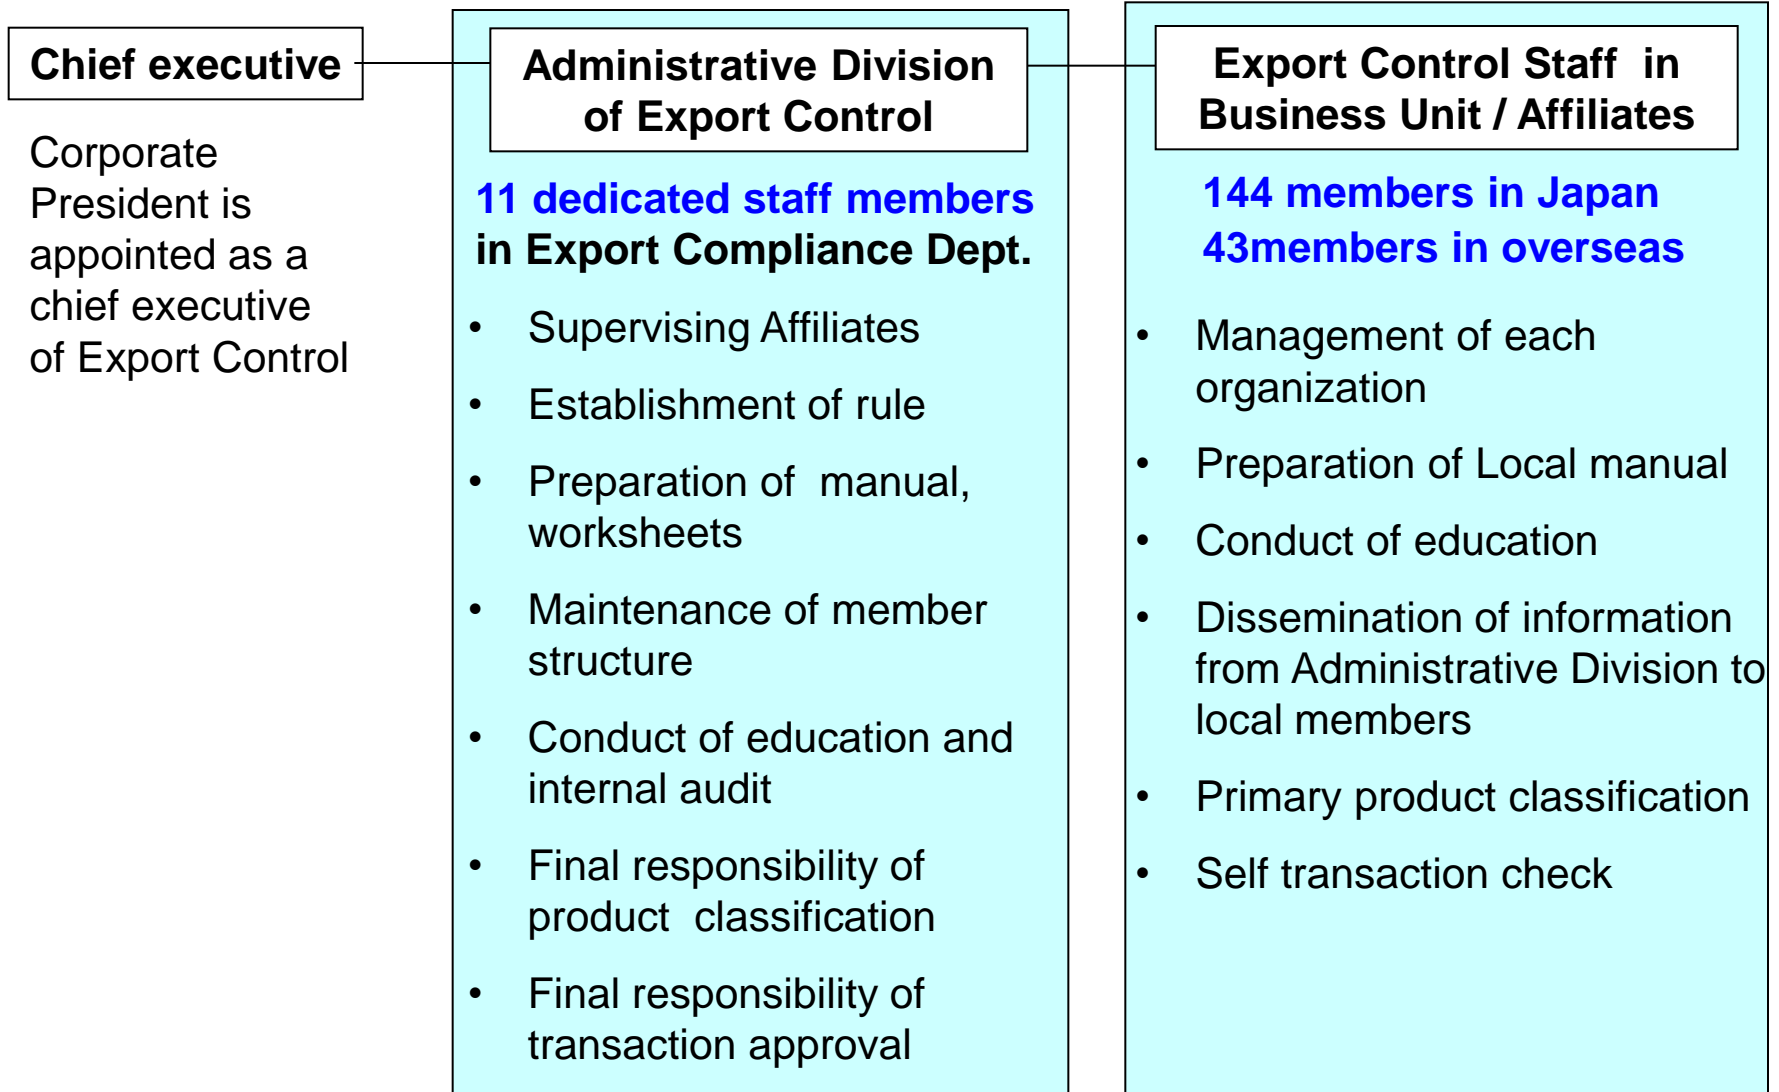 Chief executive
Corporate
President is
appointed as a
chief executive
of Export Control
Administrative Division
of Export Control
11 dedicated staff members
in Export Compliance Dept.
• Supervising Affiliates
• Establishment of rule
• Preparation of manual,
worksheets
• Maintenance of member
structure
• Conduct of education and
internal audit
• Final responsibility of
product classification
• Final responsibility of
transaction approval
Export Control Staff in
Business Unit / Affiliates
144 members in Japan
43members in overseas
• Management of each
organization
• Preparation of Local manual
• Conduct of education
• Dissemination of information
from Administrative Division to
local members
• Primary product classification
• Self transaction check